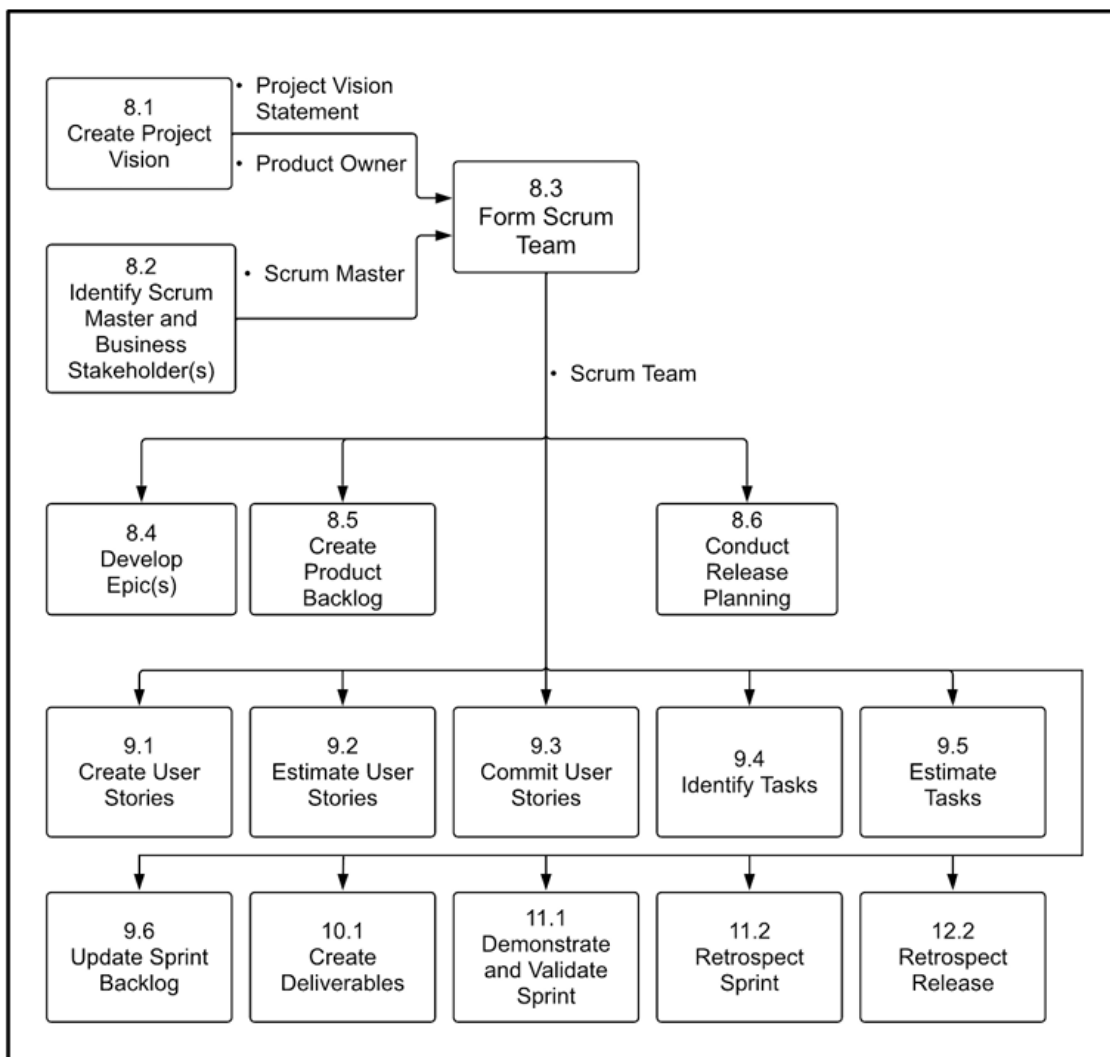 8.1
Create Project
Vision
• Project Vision
Statement
• Product Owner
8.2
Identify Scrum
Master and
Business
Stakeholder(s)
• Scrum Master
8.3
Form Scrum
Team
• Scrum Team
8.4
Develop
Epic(s)
8.5
Create
Product
Backlog
8.6
Conduct
Release
Planning
9.1
Create User
Stories
9.2
Estimate User
Stories
9.3
Commit User
Stories
9.4
Identify Tasks
9.5
Estimate
Tasks
9.6
Update Sprint
Backlog
10.1
Create
Deliverables
11.1
Demonstrate
and Validate
Sprint
11.2
Retrospect
Sprint
12.2
Retrospect
Release